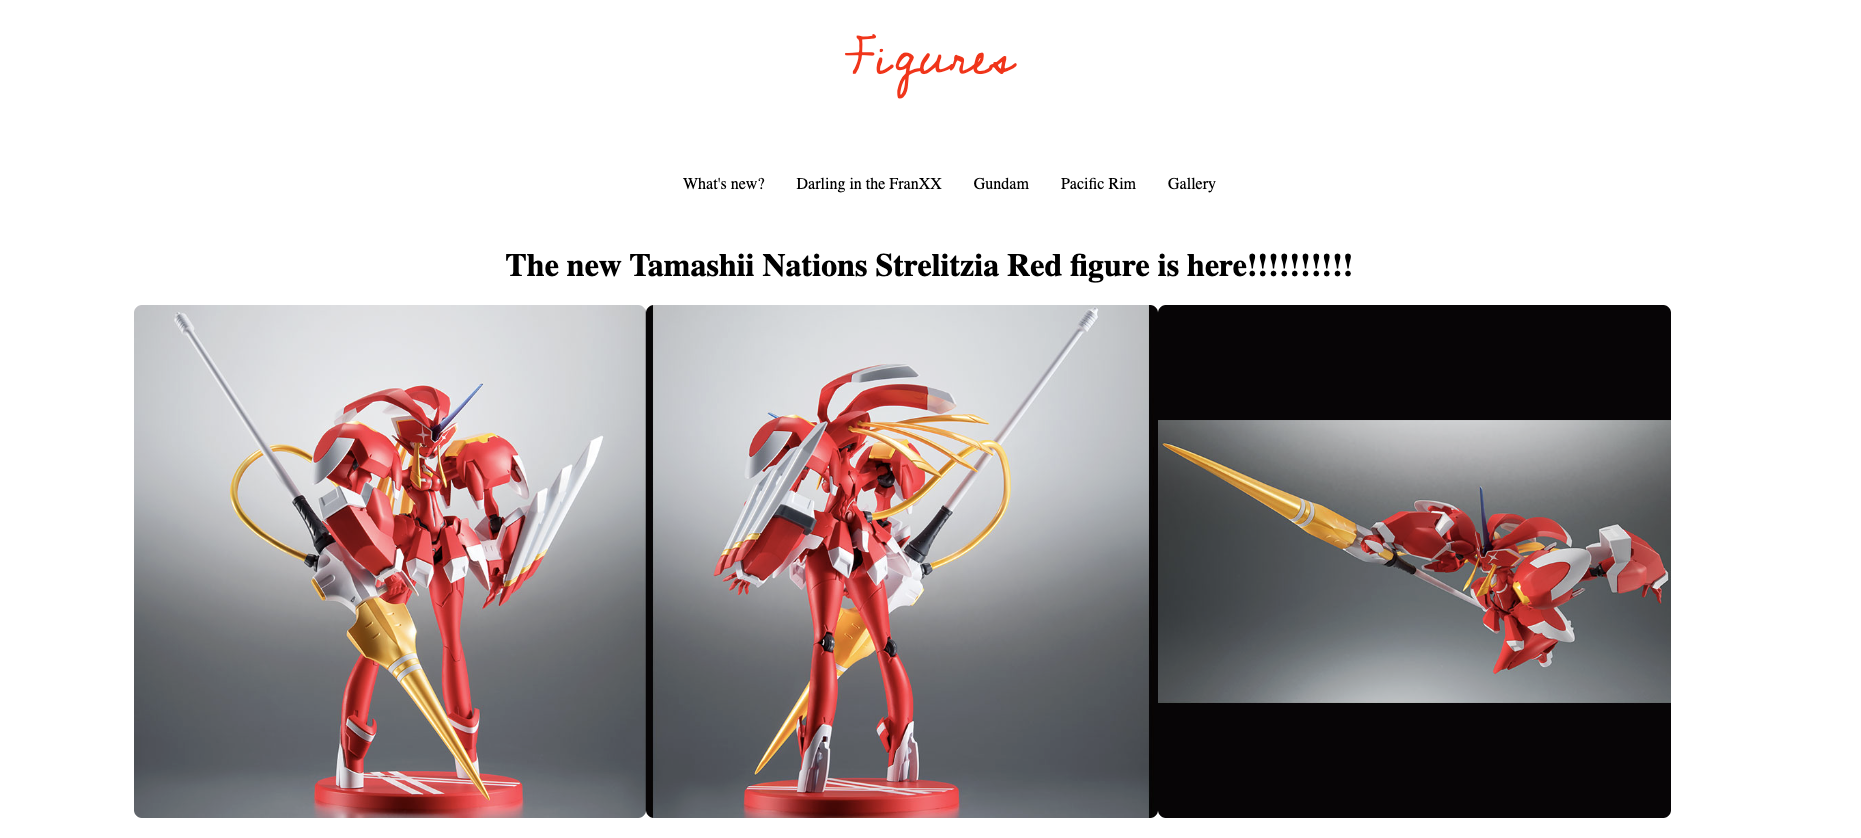 Figures
What's new? Darling in the FranXX Gundam Pacific Rim Gallery
The new Tamashii Nations Strelitzia Red figure is here!!!!!!!!!!